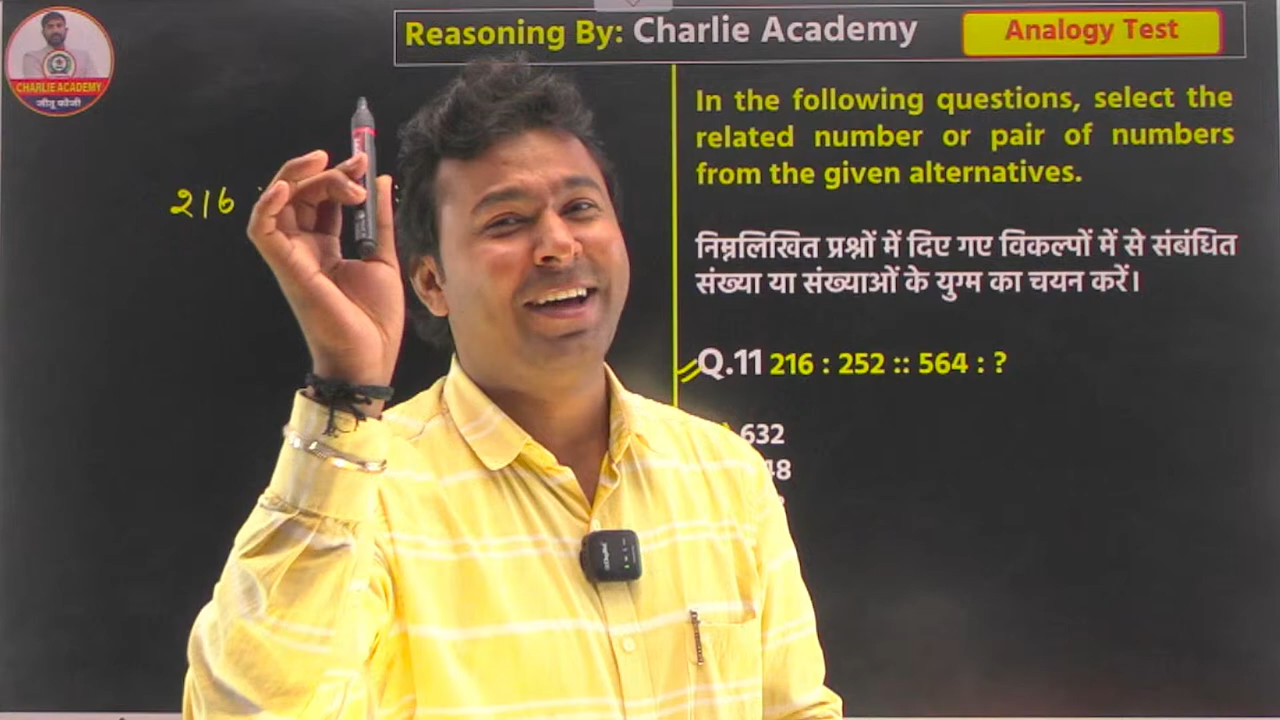 CHARLIE ACADEMY
जीतू फौजी
Reasoning By: Charlie Academy
Analogy Test
216
In the following questions, select the
related number or pair of numbers
from the given alternatives.
निम्नलिखित प्रश्नों में दिए गए विकल्पों में से संबंधित
संख्या या संख्याओं के युग्म का चयन करें।
Q.11 216 : 252 :: 564 : ?
632
48